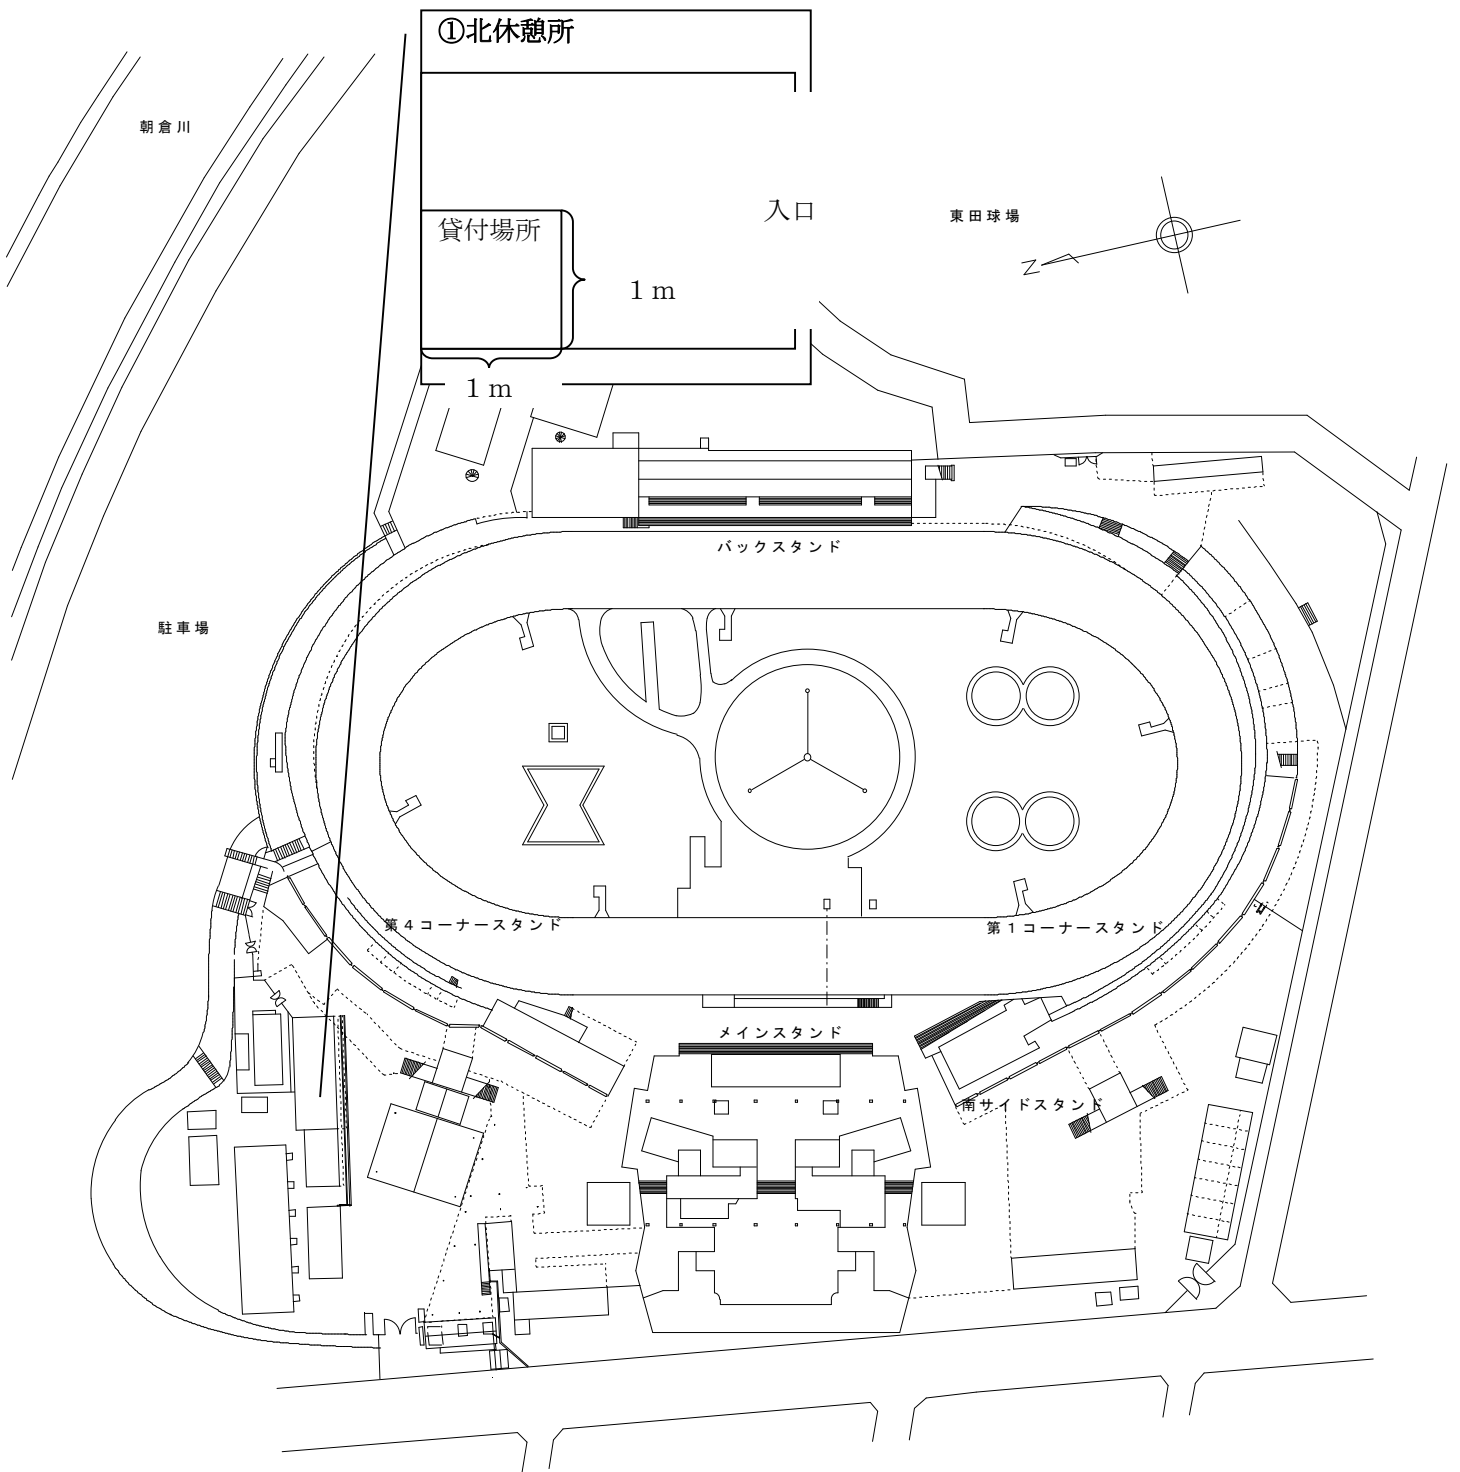 ①北休憩所
朝倉川
入口
東田球場
貸付場所
１ｍ
N
１ｍ
バックスタンド
駐車場
第４コーナースタンド
第１コーナースタンド
メインスタンド
南サイドスタンド